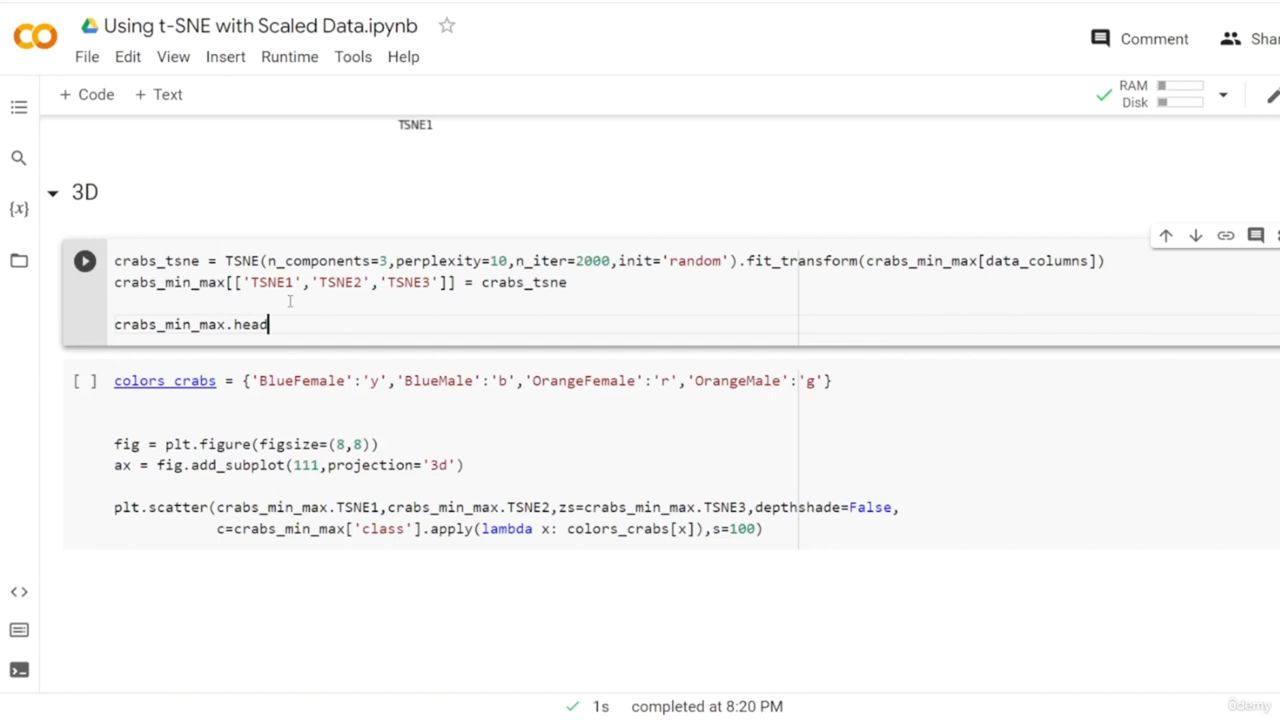 Using t-SNE with Scaled Data.ipynb
Comment
File Edit View Insert Runtime Tools Help
+ Code + Text
RAM
Disk
TSNE1
3D
crabs_tsne = TSNE(n_components=3,perplexity=10,n_iter=2000,init='random').fit_transform(crabs_min_max[data_columns])
crabs_min_max[['TSNE1','TSNE2','TSNE3']] = crabs_tsne
crabs_min_max.head
[ ] colors_crabs = {'BlueFemale':'y','BlueMale':'b','OrangeFemale':'r','OrangeMale':'g'}
fig = plt.figure(figsize=(8,8))
ax = fig.add_subplot(111,projection='3d')
plt.scatter(crabs_min_max.TSNE1,crabs_min_max.TSNE2,zs=crabs_min_max.TSNE3,depthshade=False,
c=crabs_min_max['class'].apply(lambda x: colors_crabs[x]),s=100)
1s completed at 8:20 PM
ûdemy